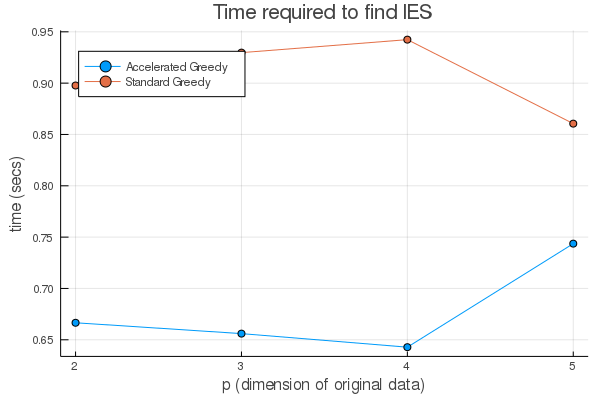 Time required to find IES
0.95
0.90
0.85
0.80
0.75
0.70
0.65
time (secs)
Accelerated Greedy
Standard Greedy
2
3
4
5
p (dimension of original data)